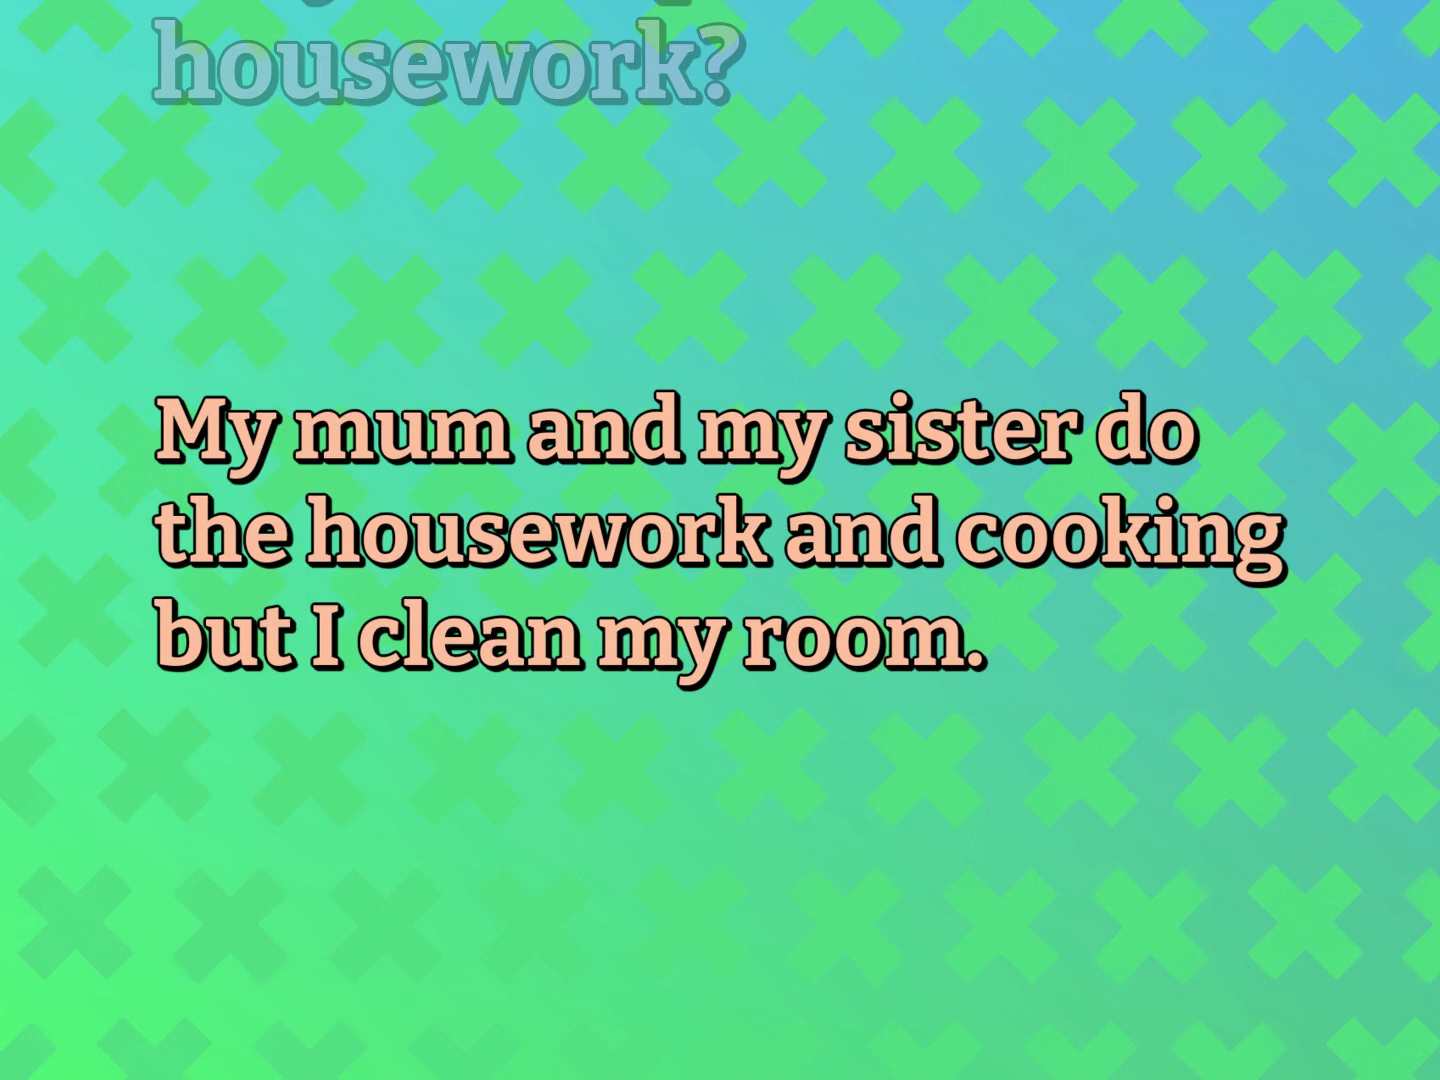 housework?
My mum and my sister do
the housework and cooking
but I clean my room.